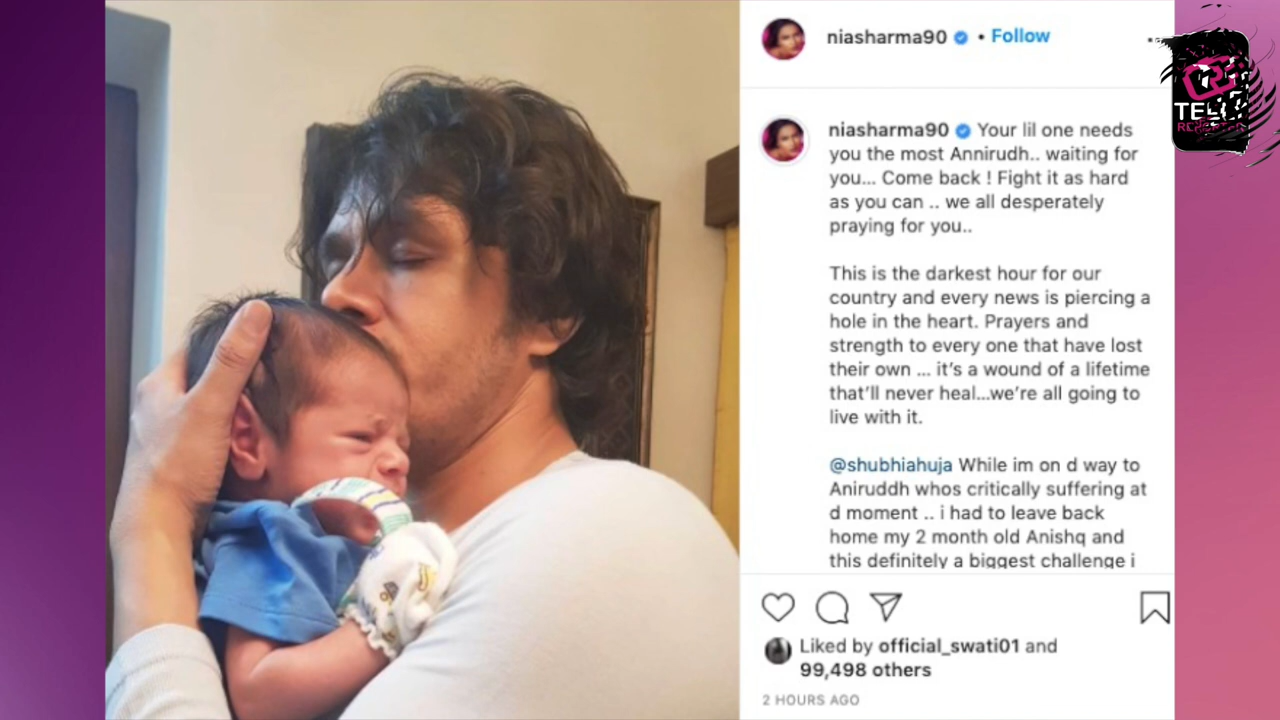 niasharma90 • Follow
niasharma90 Your lil one needs
you the most Annirudh.. waiting for
you... Come back ! Fight it as hard
as you can .. we all desperately
praying for you..
This is the darkest hour for our
country and every news is piercing a
hole in the heart. Prayers and
strength to every one that have lost
their own ... it's a wound of a lifetime
that'll never heal...we're all going to
live with it.
@shubhiahuja While im on d way to
Aniruddh whos critically suffering at
d moment .. i had to leave back
home my 2 month old Anishq and
this definitely a biggest challenge i
Liked by official_swati01 and
99,498 others
2 HOURS AGO